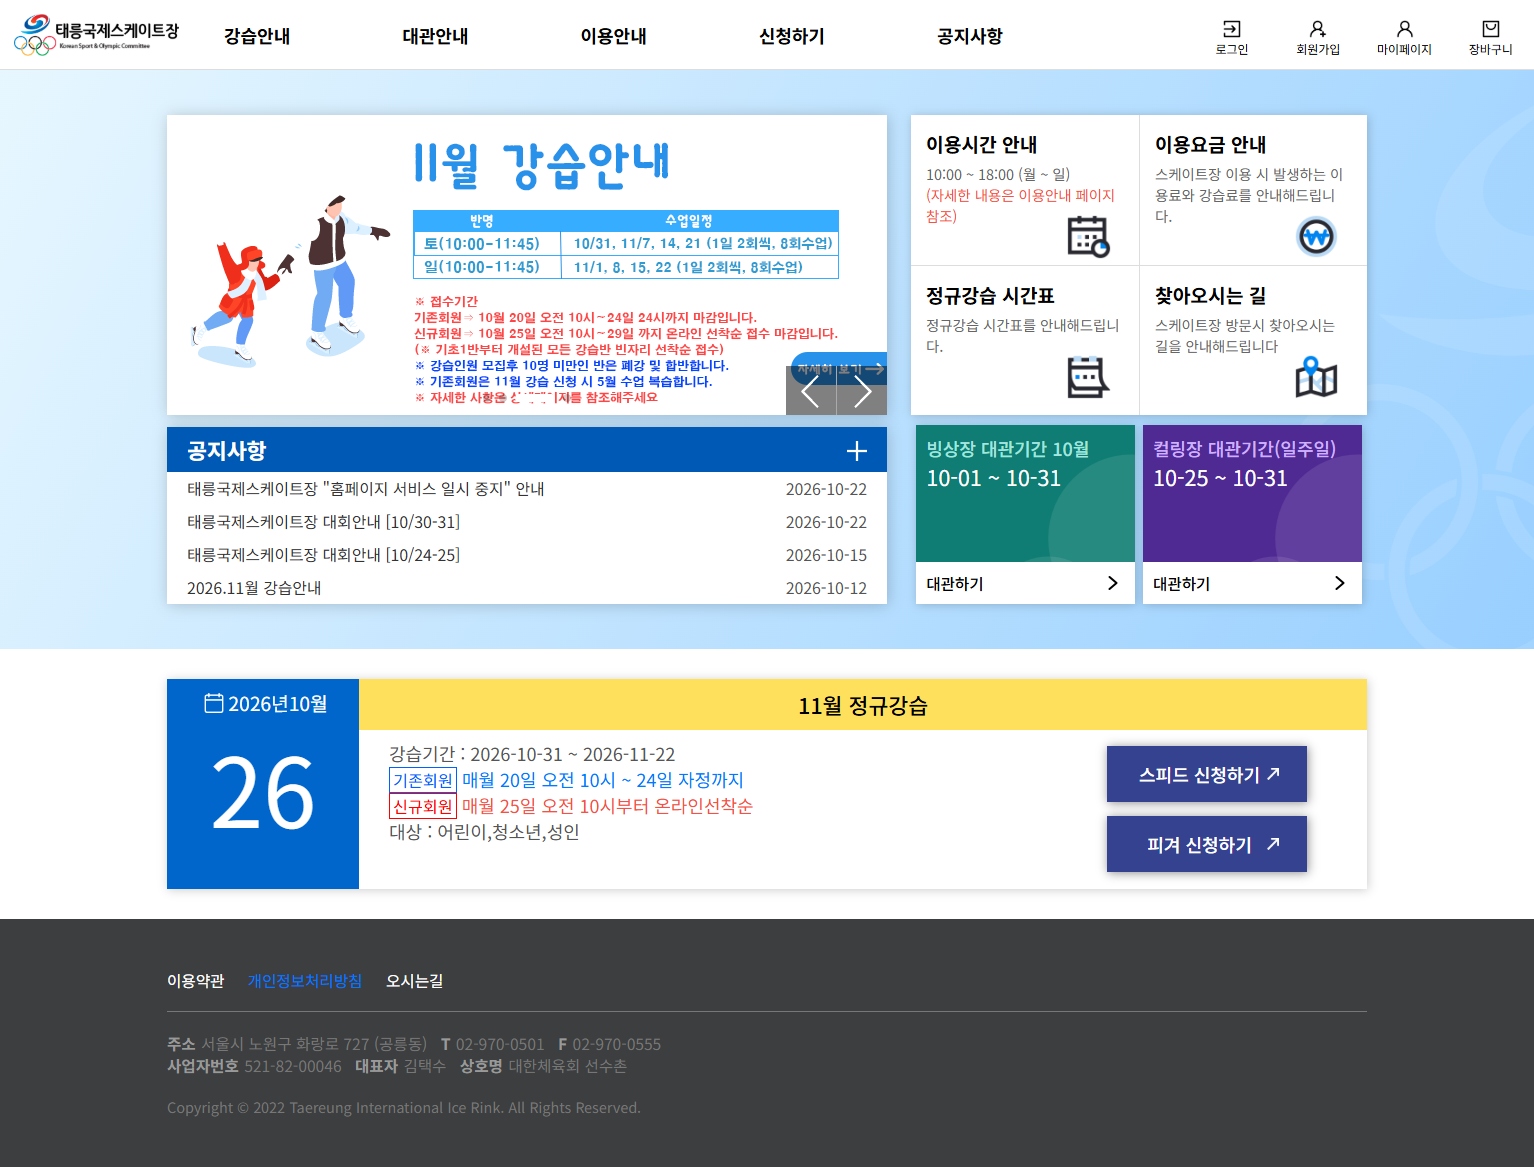 태릉국제스케이트장
Korean Sport & Olympic Committee
강습안내
대관안내
이용안내
신청하기
공지사항
로그인
회원가입
마이페이지
장바구니
11월 강습안내
반명 수업일정
토(10:00-11:45) 10/31, 11/7, 14, 21 (1일 2회씩, 8회수업)
일(10:00-11:45) 11/1, 8, 15, 22 (1일 2회씩, 8회수업)
※ 접수기간
기존회원⇒ 10월 20일 오전 10시~24일 24시까지 마감입니다.
신규회원⇒ 10월 25일 오전 10시~29일 까지 온라인 선착순 접수 마감입니다.
(※ 기초1반부터 개설된 모든 강습반 빈자리 선착순 접수)
※ 강습인원 모집후 10명 미만인 반은 폐강 및 합반합니다.
※ 기존회원은 11월 강습 신청 시 5월 수업 복습합니다.
※ 자세한 사항은 참조해주세요
자세히 보기
이용시간 안내
10:00 ~ 18:00 (월 ~ 일)
(자세한 내용은 이용안내 페이지
참조)
이용요금 안내
스케이트장 이용 시 발생하는 이
용료와 강습료를 안내해드립니
다.
정규강습 시간표
정규강습 시간표를 안내해드립니
다.
찾아오시는 길
스케이트장 방문시 찾아오시는
길을 안내해드립니다
공지사항
태릉국제스케이트장 "홈페이지 서비스 일시 중지" 안내 2026-10-22
태릉국제스케이트장 대회안내 [10/30-31] 2026-10-22
태릉국제스케이트장 대회안내 [10/24-25] 2026-10-15
2026.11월 강습안내 2026-10-12
빙상장 대관기간 10월
10-01 ~ 10-31
대관하기
컬링장 대관기간(일주일)
10-25 ~ 10-31
대관하기
2026년10월
26
11월 정규강습
강습기간 : 2026-10-31 ~ 2026-11-22
기존회원 매월 20일 오전 10시 ~ 24일 자정까지
신규회원 매월 25일 오전 10시부터 온라인선착순
대상 : 어린이,청소년,성인
스피드 신청하기
피겨 신청하기
이용약관 개인정보처리방침 오시는길
주소 서울시 노원구 화랑로 727 (공릉동) T 02-970-0501 F 02-970-0555
사업자번호 521-82-00046 대표자 김택수 상호명 대한체육회 선수촌
Copyright © 2022 Taereung International Ice Rink. All Rights Reserved.